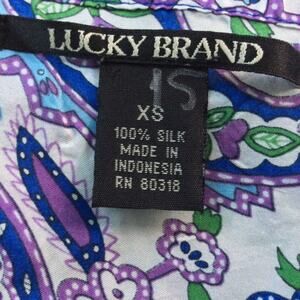 LUCKY BRAND
XS
100% SILK
MADE IN
INDONESIA
RN 80318